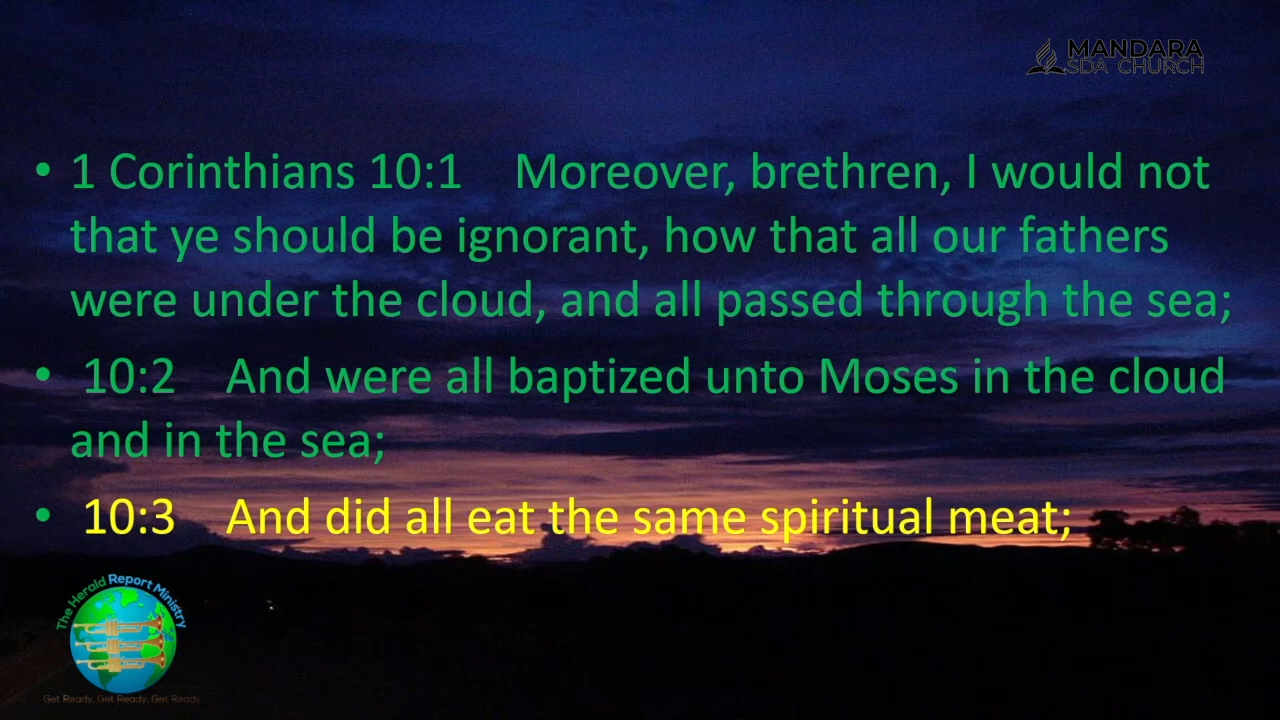 MANDARA
SDA CHURCH
• 1 Corinthians 10:1 Moreover, brethren, I would not
that ye should be ignorant, how that all our fathers
were under the cloud, and all passed through the sea;
• 10:2 And were all baptized unto Moses in the cloud
and in the sea;
• 10:3 And did all eat the same spiritual meat;
The Herald Report Ministry
Get Ready, Get Ready, Get Ready